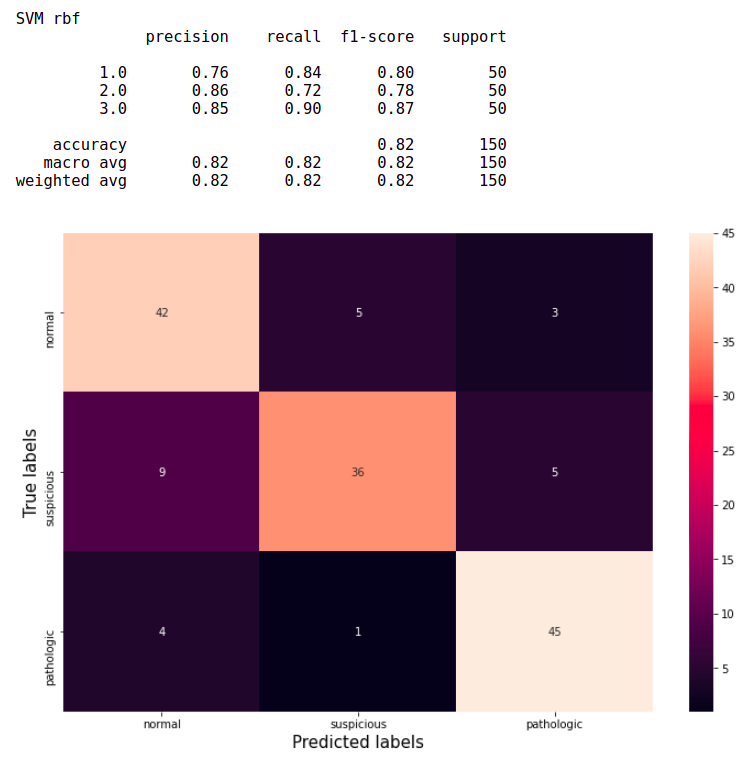 SVM rbf
precision recall f1-score support
1.0 0.76 0.84 0.80 50
2.0 0.86 0.72 0.78 50
3.0 0.85 0.90 0.87 50
accuracy 0.82 150
macro avg 0.82 0.82 0.82 150
weighted avg 0.82 0.82 0.82 150
True labels
normal
suspicious
pathologic
42 5 3
9 36 5
4 1 45
normal suspicious pathologic
Predicted labels
45
40
35
30
25
20
15
10
5